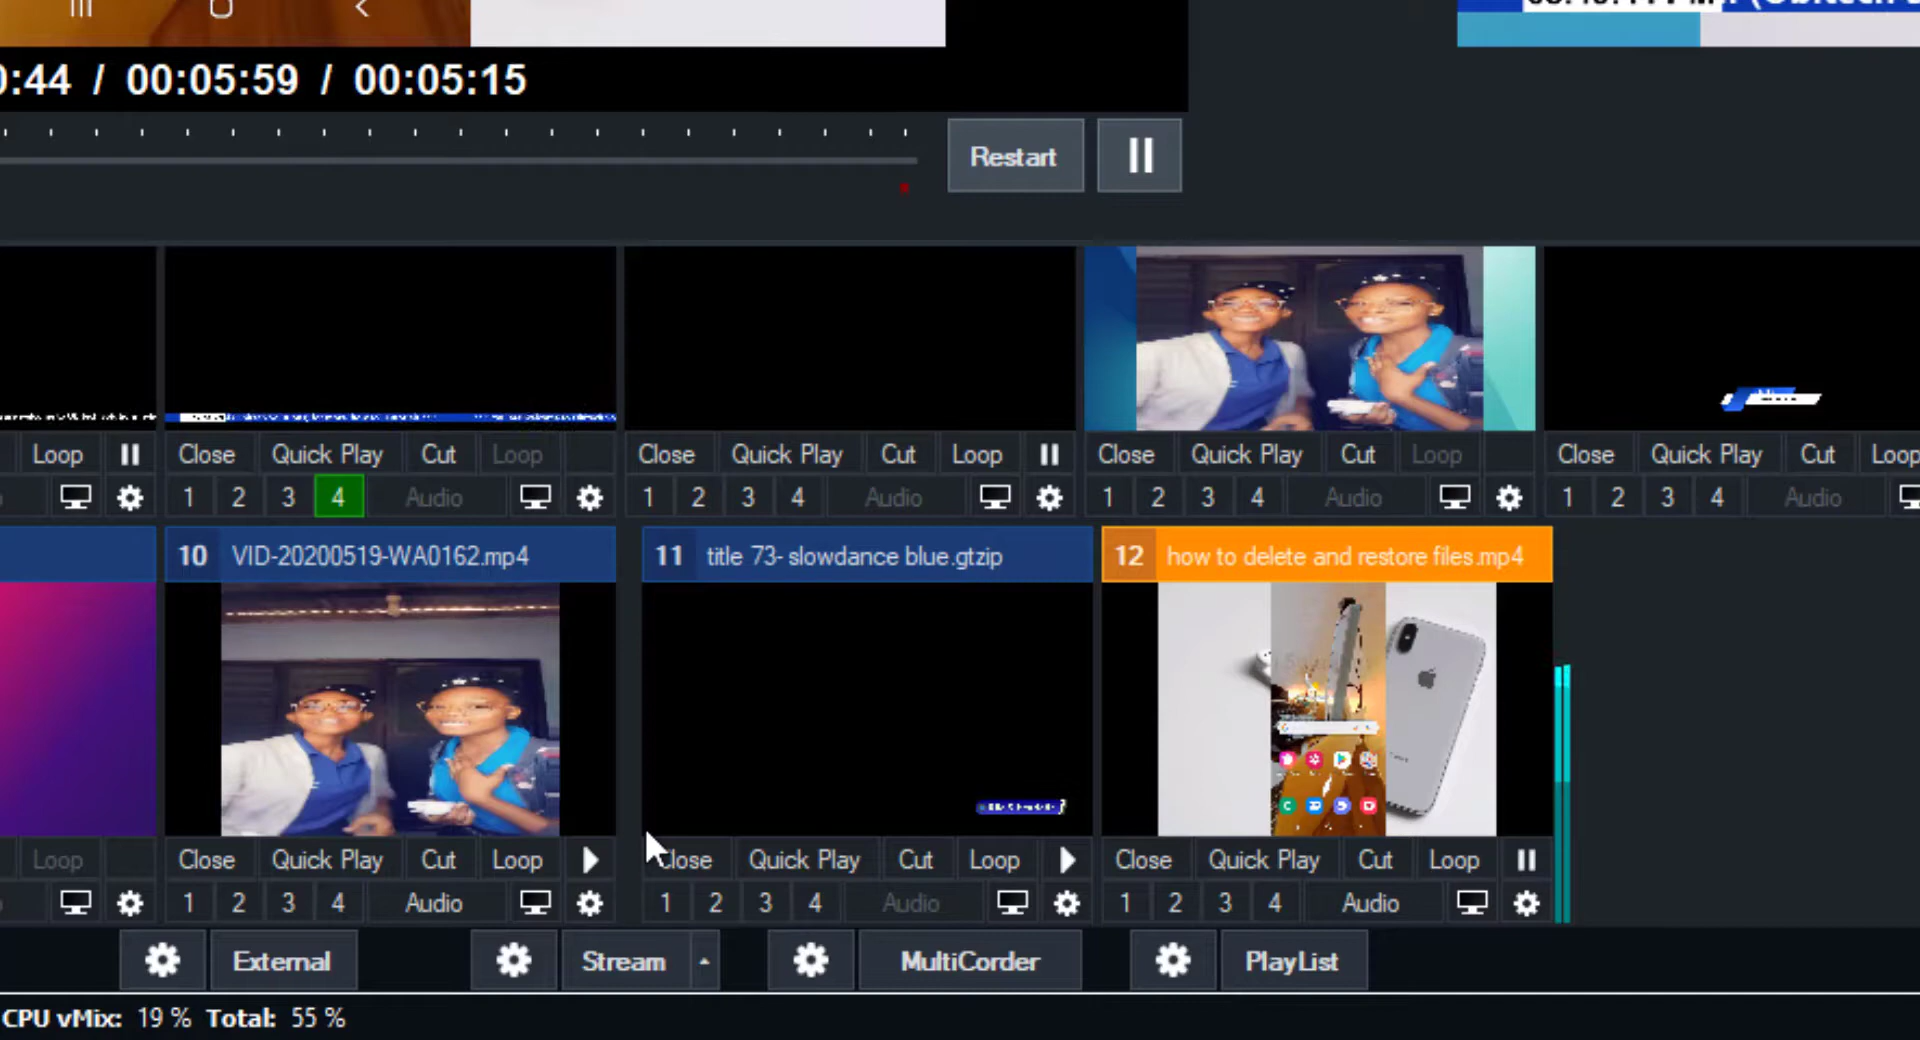 0:44 / 00:05:59 / 00:05:15
Restart
Loop
Close Quick Play Cut Loop
Close Quick Play Cut Loop
Close Quick Play Cut Loop
Close Quick Play Cut Loop
1 2 3 4 Audio
1 2 3 4 Audio
1 2 3 4 Audio
1 2 3 4 Audio
10 VID-20200519-WA0162.mp4
11 title 73- slowdance blue.gtzip
12 how to delete and restore files.mp4
Loop
Close Quick Play Cut Loop
Close Quick Play Cut Loop
Close Quick Play Cut Loop
1 2 3 4 Audio
1 2 3 4 Audio
1 2 3 4 Audio
External
Stream
MultiCorder
PlayList
CPU vMix: 19 % Total: 55 %